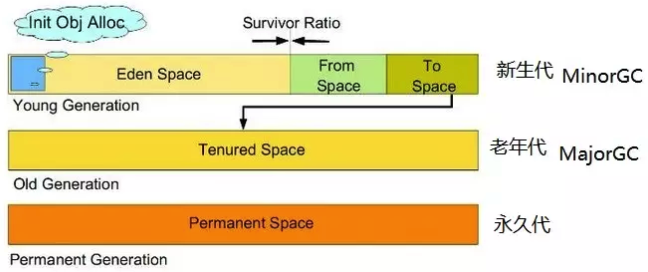 Init Obj Alloc
Survivor Ratio
Eden Space
From
Space
To
Space
新生代 MinorGC
Young Generation
Tenured Space
老年代 MajorGC
Old Generation
Permanent Space
永久代
Permanent Generation